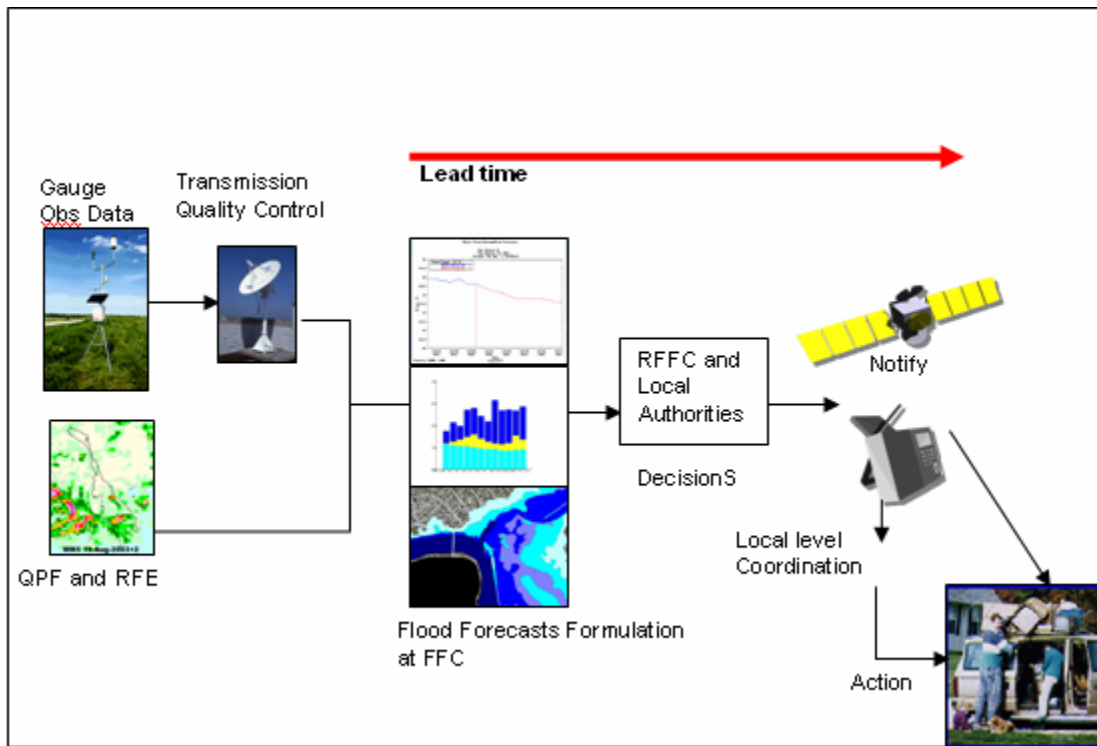 Lead time
Gauge
Obs Data
Transmission
Quality Control
QPF and RFE
Flood Forecasts Formulation
at FFC
RFFC and
Local
Authorities
DecisionS
Notify
Local level
Coordination
Action